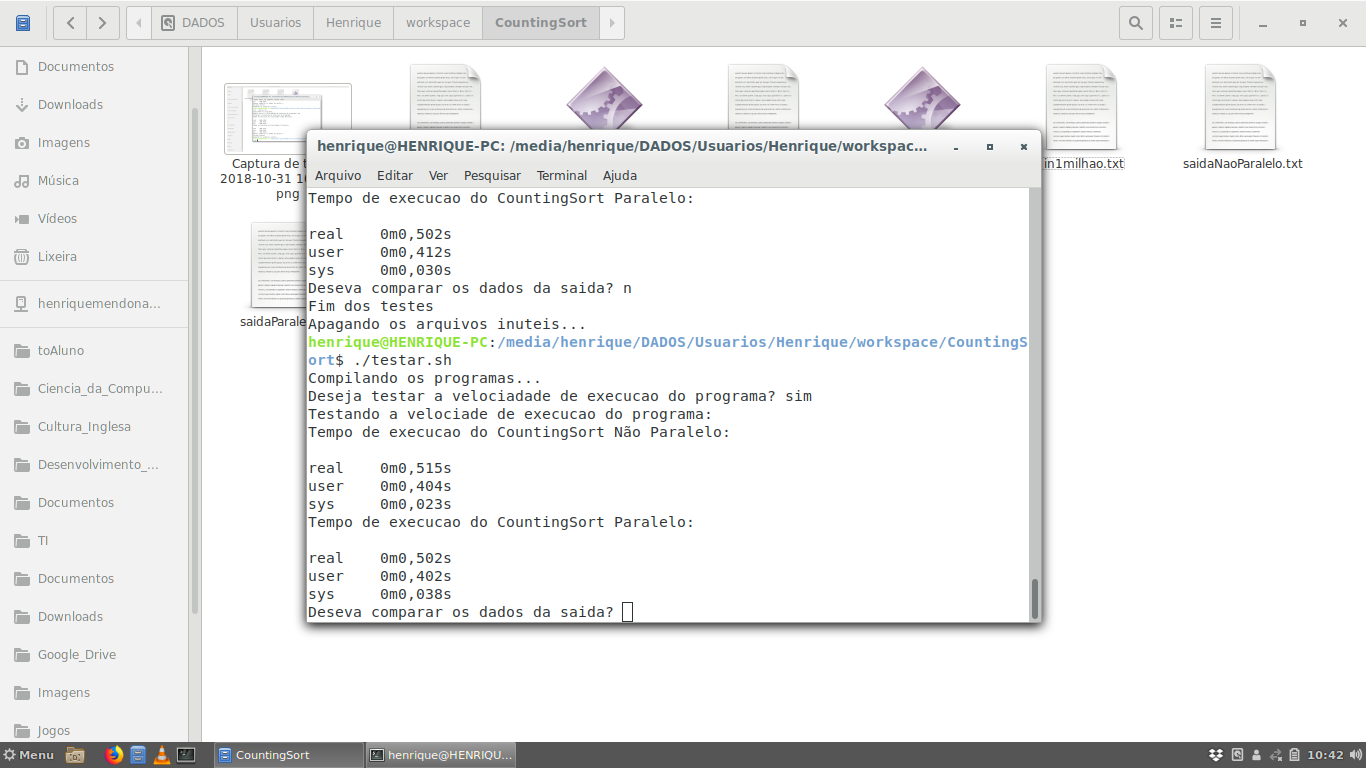 DADOS
Usuarios
Henrique
workspace
CountingSort
Documentos
Downloads
Imagens
Música
Vídeos
Lixeira
henriquemendona...
toAluno
Ciencia_da_Compu...
Cultura_Inglesa
Desenvolvimento_...
Documentos
TI
Documentos
Downloads
Google_Drive
Imagens
Jogos
Captura de t
2018-10-31 1
png
in1milhao.txt
saidaNaoParalelo.txt
saidaParale
henrique@HENRIQUE-PC: /media/henrique/DADOS/Usuarios/Henrique/workspac...
Arquivo Editar Ver Pesquisar Terminal Ajuda
Tempo de execucao do CountingSort Paralelo:
real 0m0,502s
user 0m0,412s
sys 0m0,030s
Deseva comparar os dados da saida? n
Fim dos testes
Apagando os arquivos inuteis...
henrique@HENRIQUE-PC:/media/henrique/DADOS/Usuarios/Henrique/workspace/CountingS
ort$ ./testar.sh
Compilando os programas...
Deseja testar a velociadade de execucao do programa? sim
Testando a velociade de execucao do programa:
Tempo de execucao do CountingSort Não Paralelo:
real 0m0,515s
user 0m0,404s
sys 0m0,023s
Tempo de execucao do CountingSort Paralelo:
real 0m0,502s
user 0m0,402s
sys 0m0,038s
Deseva comparar os dados da saida?
Menu
CountingSort
henrique@HENRIQU...
10:42